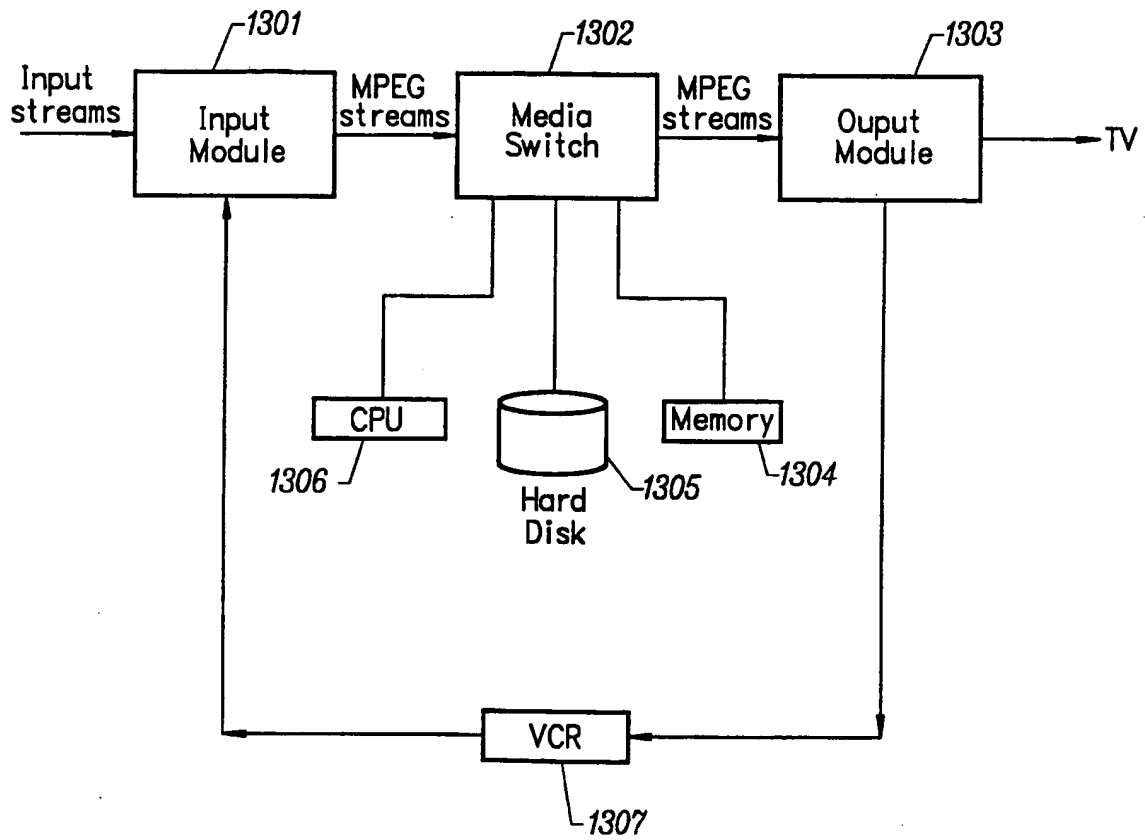 1301
1302
1303
Input
streams
Input
Module
MPEG
streams
Media
Switch
MPEG
streams
Ouput
Module
TV
CPU
1306
Hard
Disk
1305
Memory
1304
VCR
1307